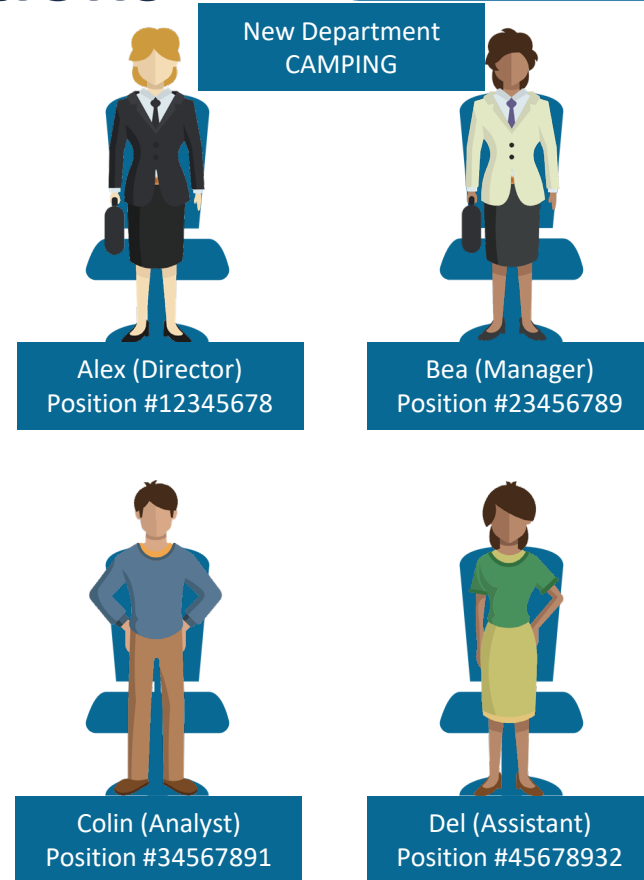 New Department
CAMPING
Alex (Director)
Position #12345678
Bea (Manager)
Position #23456789
Colin (Analyst)
Position #34567891
Del (Assistant)
Position #45678932